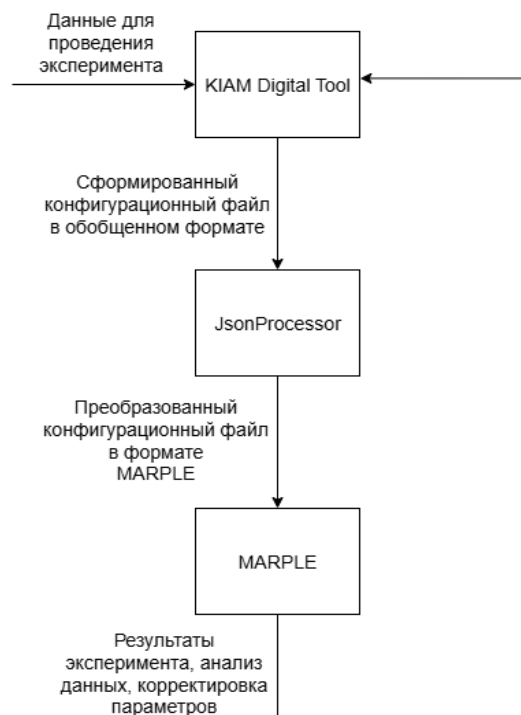 Данные для
проведения
эксперимента
KIAM Digital Tool
Сформированный
конфигурационный файл
в обобщенном формате
JsonProcessor
Преобразованный
конфигурационный файл
в формате
MARPLE
MARPLE
Результаты
эксперимента, анализ
данных, корректировка
параметров